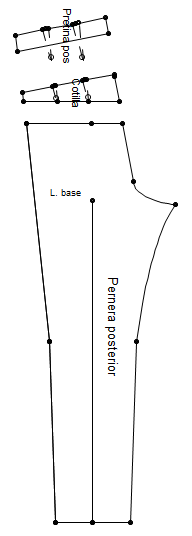 Pretina pos
Cotilla
L. base
Pernera posterior